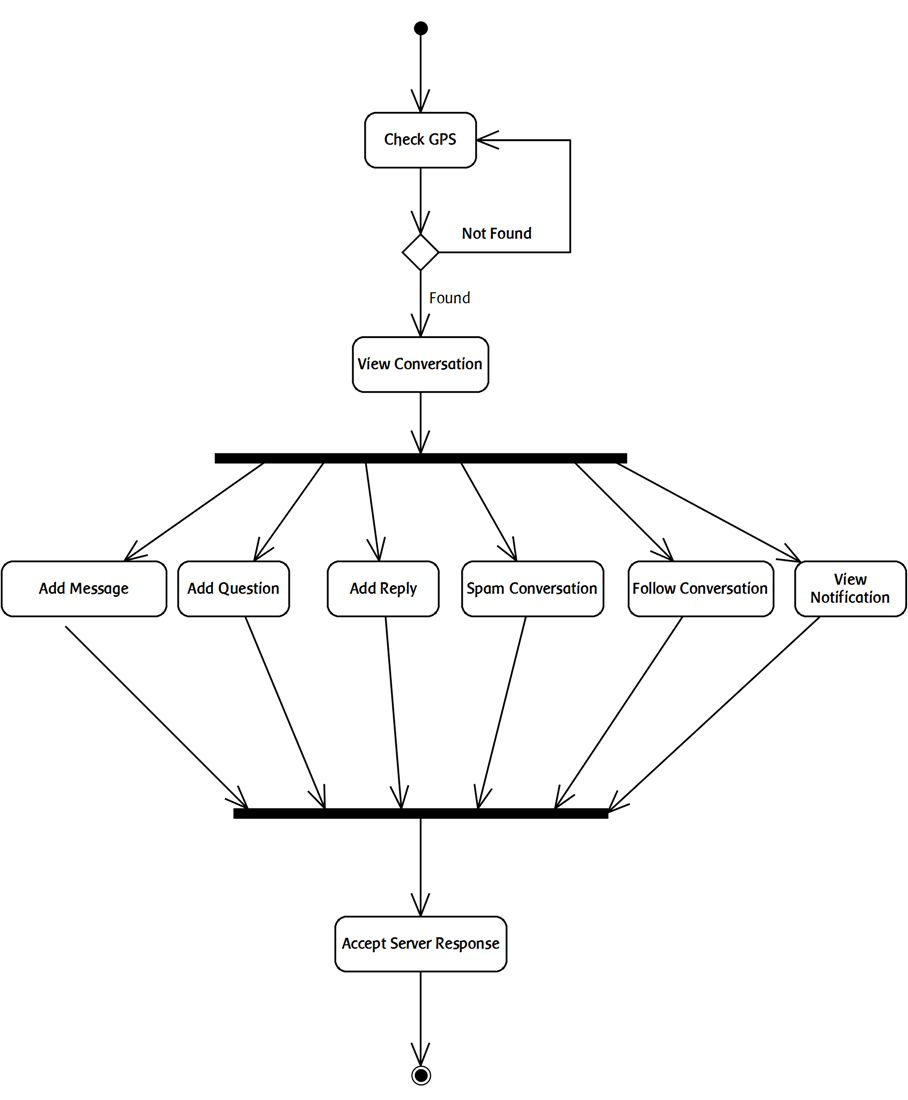 Check GPS
Not Found
Found
View Conversation
Add Message
Add Question
Add Reply
Spam Conversation
Follow Conversation
View
Notification
Accept Server Response